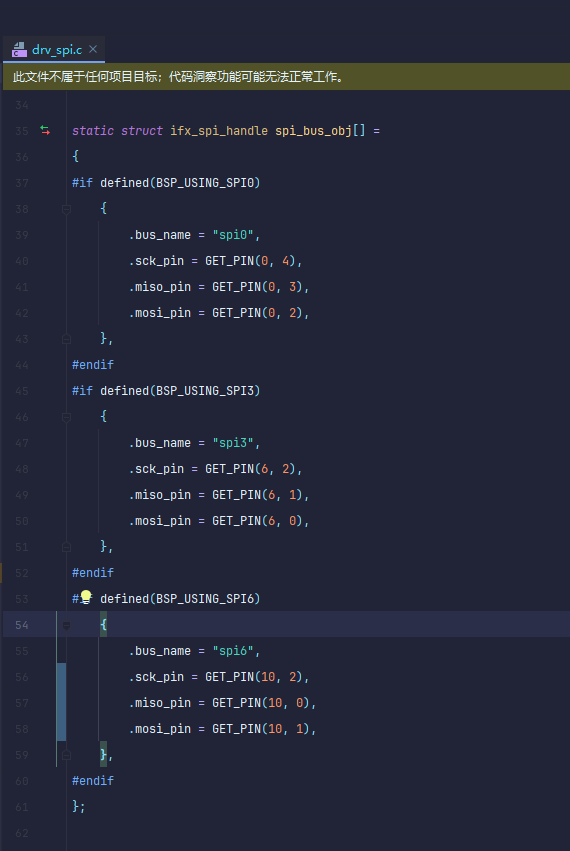 drv_spi.c
此文件不属于任何项目目标；代码洞察功能可能无法正常工作。
34
35 static struct ifx_spi_handle spi_bus_obj[] =
36 {
37 #if defined(BSP_USING_SPI0)
38 {
39 .bus_name = "spi0",
40 .sck_pin = GET_PIN(0, 4),
41 .miso_pin = GET_PIN(0, 3),
42 .mosi_pin = GET_PIN(0, 2),
43 },
44 #endif
45 #if defined(BSP_USING_SPI3)
46 {
47 .bus_name = "spi3",
48 .sck_pin = GET_PIN(6, 2),
49 .miso_pin = GET_PIN(6, 1),
50 .mosi_pin = GET_PIN(6, 0),
51 },
52 #endif
53 # defined(BSP_USING_SPI6)
54 {
55 .bus_name = "spi6",
56 .sck_pin = GET_PIN(10, 2),
57 .miso_pin = GET_PIN(10, 0),
58 .mosi_pin = GET_PIN(10, 1),
59 },
60 #endif
61 };
62